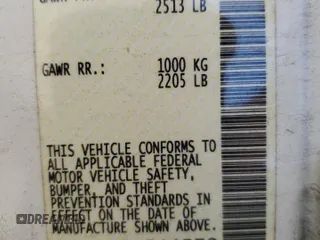 2513 LB
GAWR RR.: 1000 KG
2205 LB
THIS VEHICLE CONFORMS TO
ALL APPLICABLE FEDERAL
MOTOR VEHICLE SAFETY,
BUMPER, AND THEFT
PREVENTION STANDARDS IN
EFFECT ON THE DATE OF
MANUFACTURE SHOWN ABOVE.